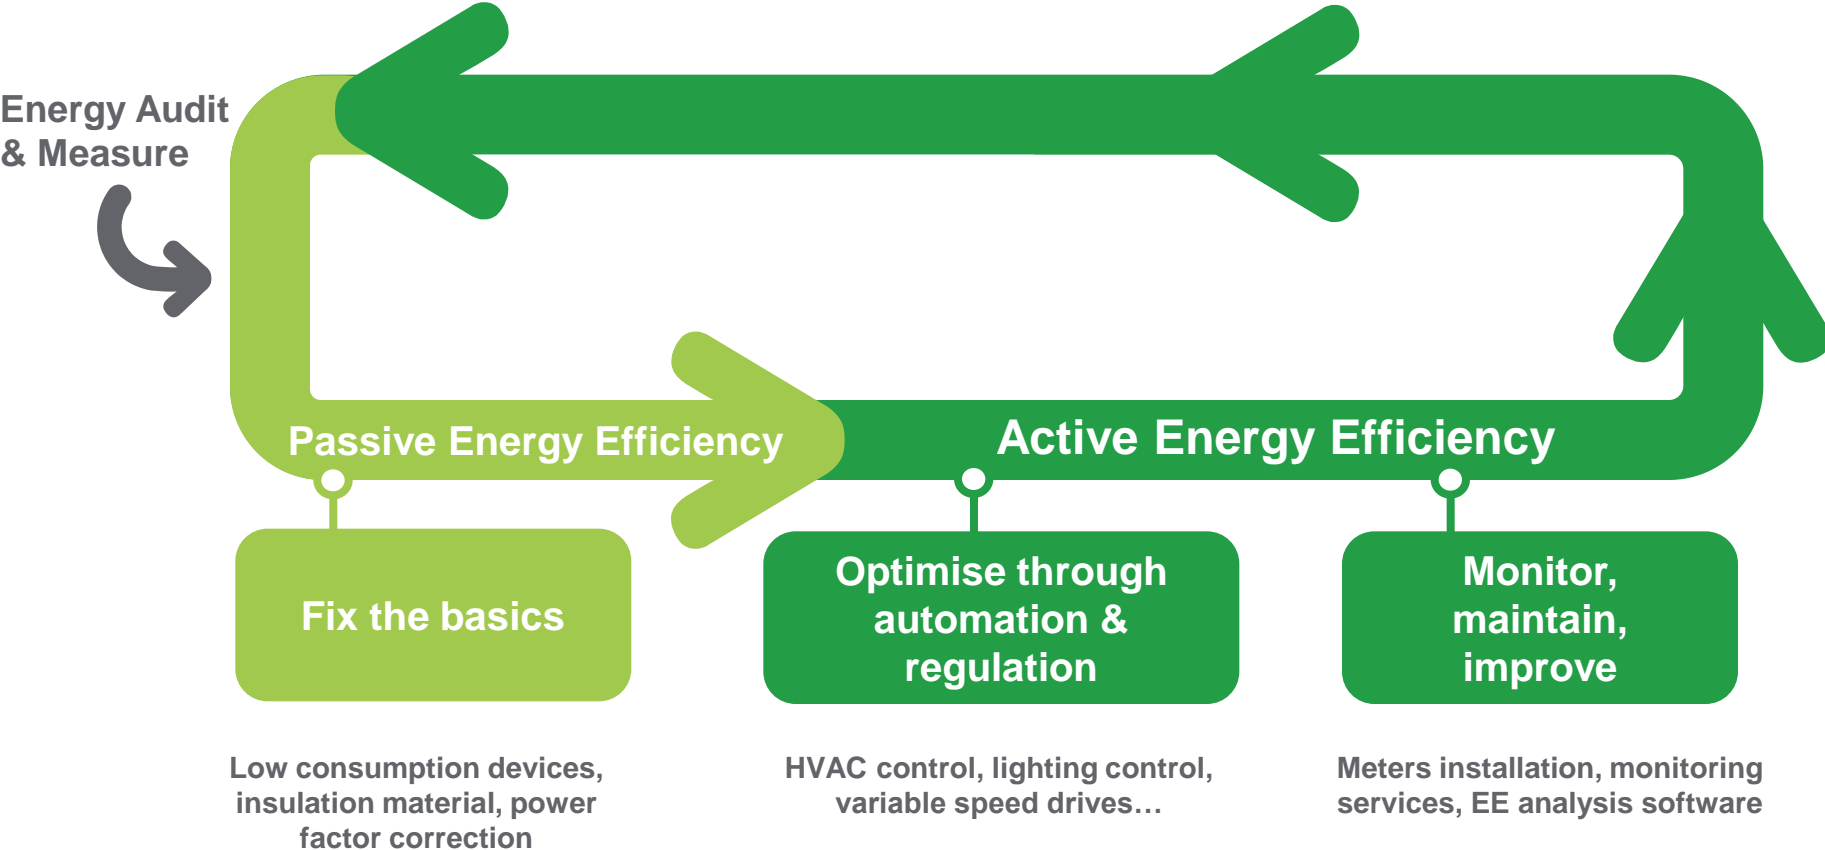 Energy Audit
& Measure
Passive Energy Efficiency
Active Energy Efficiency
Fix the basics
Optimise through
automation &
regulation
Monitor,
maintain,
improve
Low consumption devices,
insulation material, power
factor correction
HVAC control, lighting control,
variable speed drives…
Meters installation, monitoring
services, EE analysis software